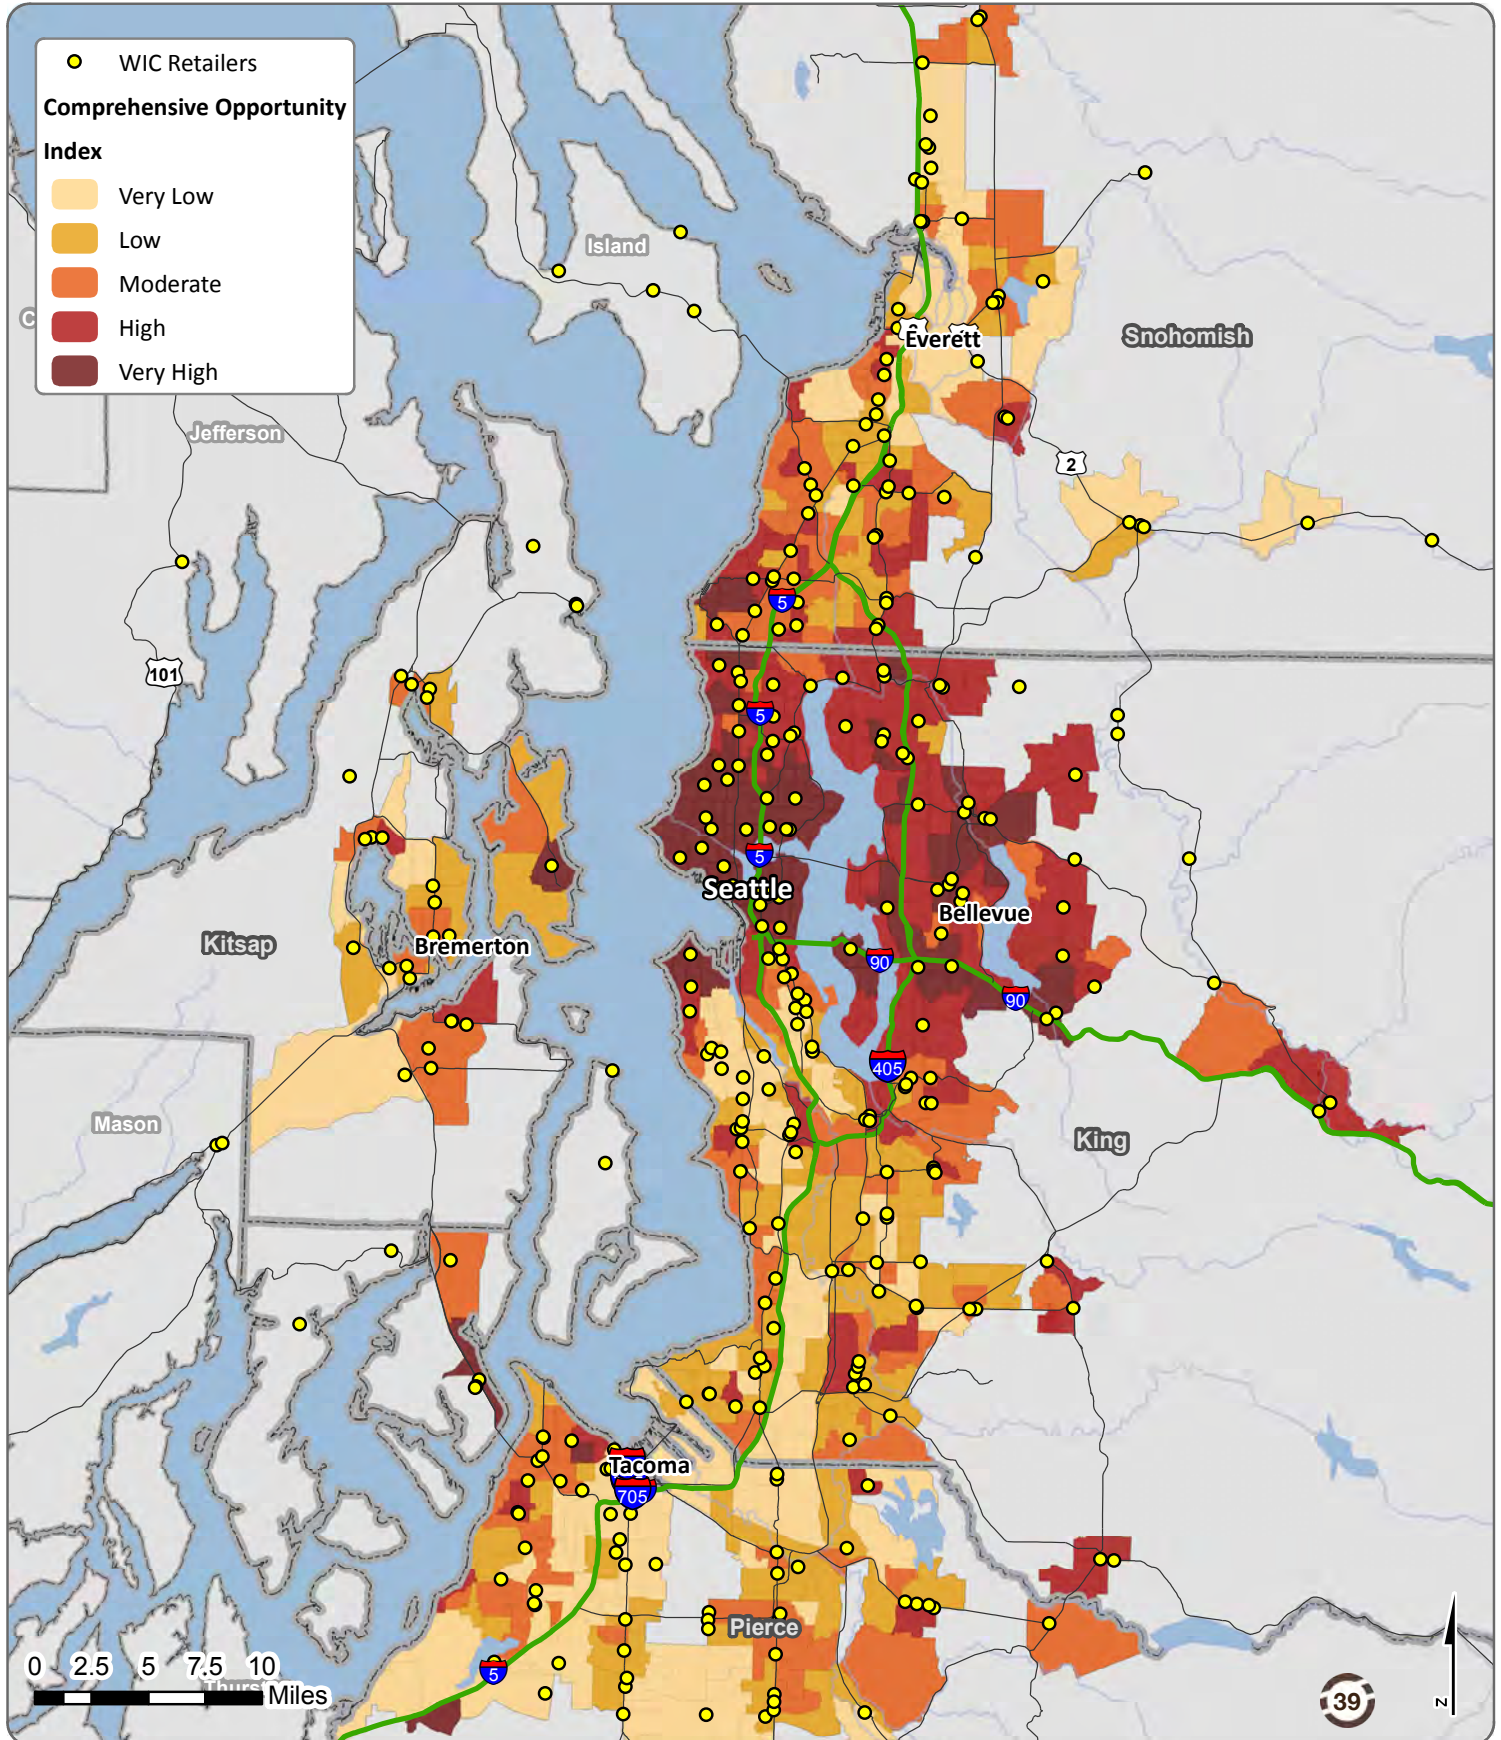 WIC Retailers
Comprehensive Opportunity
Index
Very Low
Low
Moderate
High
Very High
Island
C
Everett
Snohomish
Jefferson
2
101
5
5
5
Seattle
Bellevue
Kitsap
Bremerton
90
90
405
Mason
King
Tacoma
705
Pierce
5
0 2.5 5 7.5 10
Miles
Thurst
39
N